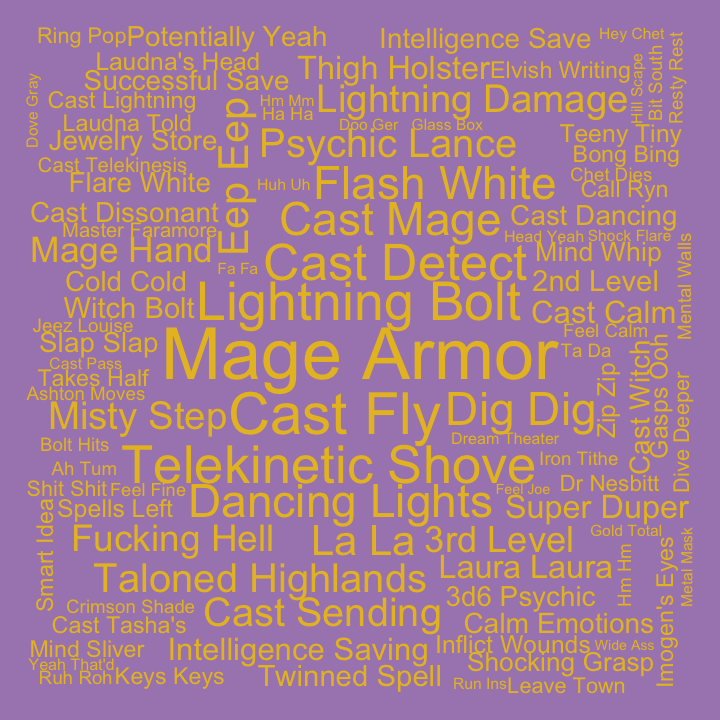 Ring Pop
Potentially Yeah
Intelligence Save
Hey Chet
Laudna's Head
Thigh Holster
Elvish Writing
Hill Scape
Bit South
Resty Rest
Dove Gray
Successful Save
Cast Lightning
Hm Mm
Ha Ha
Lightning Damage
Laudna Told
Jewelry Store
Eep Eep
Doo Ger
Glass Box
Psychic Lance
Teeny Tiny
Bong Bing
Cast Telekinesis
Flare White
Huh Uh
Flash White
Chet Dies
Call Ryn
Cast Dissonant
Master Faramore
Cast Mage
Cast Dancing
Head Yeah
Shock Flare
Mage Hand
Fa Fa
Cast Detect
Mind Whip
Mental Walls
Cold Cold
2nd Level
Witch Bolt
Lightning Bolt
Cast Calm
Jeez Louise
Feel Calm
Slap Slap
Mage Armor
Ta Da
Cast Pass
Takes Half
Zip Zip
Cast Witch
Gasps Ooh
Dive Deeper
Ashton Moves
Misty Step
Cast Fly
Dig Dig
Bolt Hits
Dream Theater
Ah Tum
Telekinetic Shove
Iron Tithe
Shit Shit
Feel Fine
Feel Joe
Dr Nesbitt
Spells Left
Dancing Lights
Super Duper
Smart Idea
Fucking Hell
La La
3rd Level
Gold Total
Hm Hm
Imogen's Eyes
Metal Mask
Taloned Highlands
Laura Laura
Crimson Shade
Cast Sending
3d6 Psychic
Cast Tasha's
Calm Emotions
Mind Sliver
Intelligence Saving
Inflict Wounds
Wide Ass
Yeah That'd
Shocking Grasp
Ruh Roh
Keys Keys
Twinned Spell
Run Ins
Leave Town